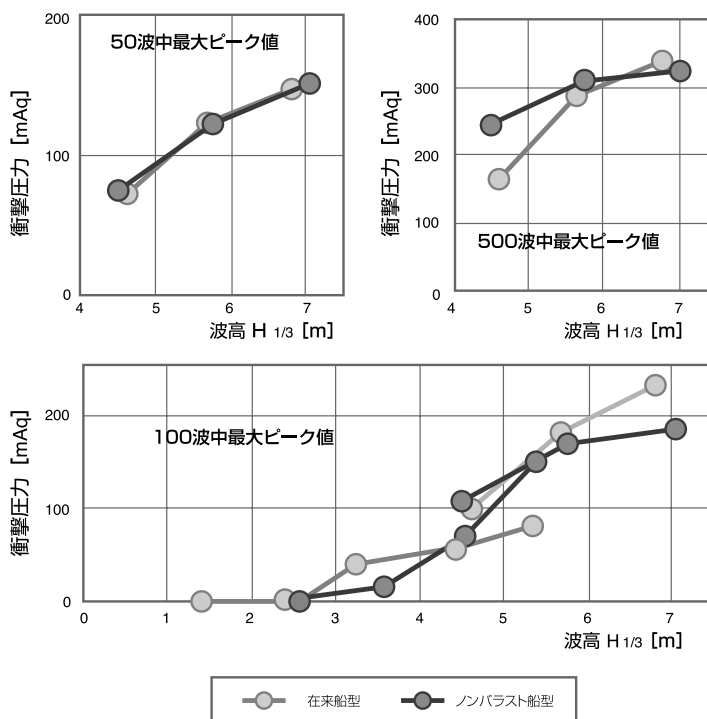 50波中最大ピーク値
衝撃圧力 [mAq]
200
100
0
4 5 6 7
波高 H 1/3 [m]
500波中最大ピーク値
衝撃圧力 [mAq]
400
300
200
100
0
4 5 6 7
波高 H 1/3 [m]
100波中最大ピーク値
衝撃圧力 [mAq]
200
100
0
0 1 2 3 4 5 6 7
波高 H 1/3 [m]
在来船型 ノンバラスト船型